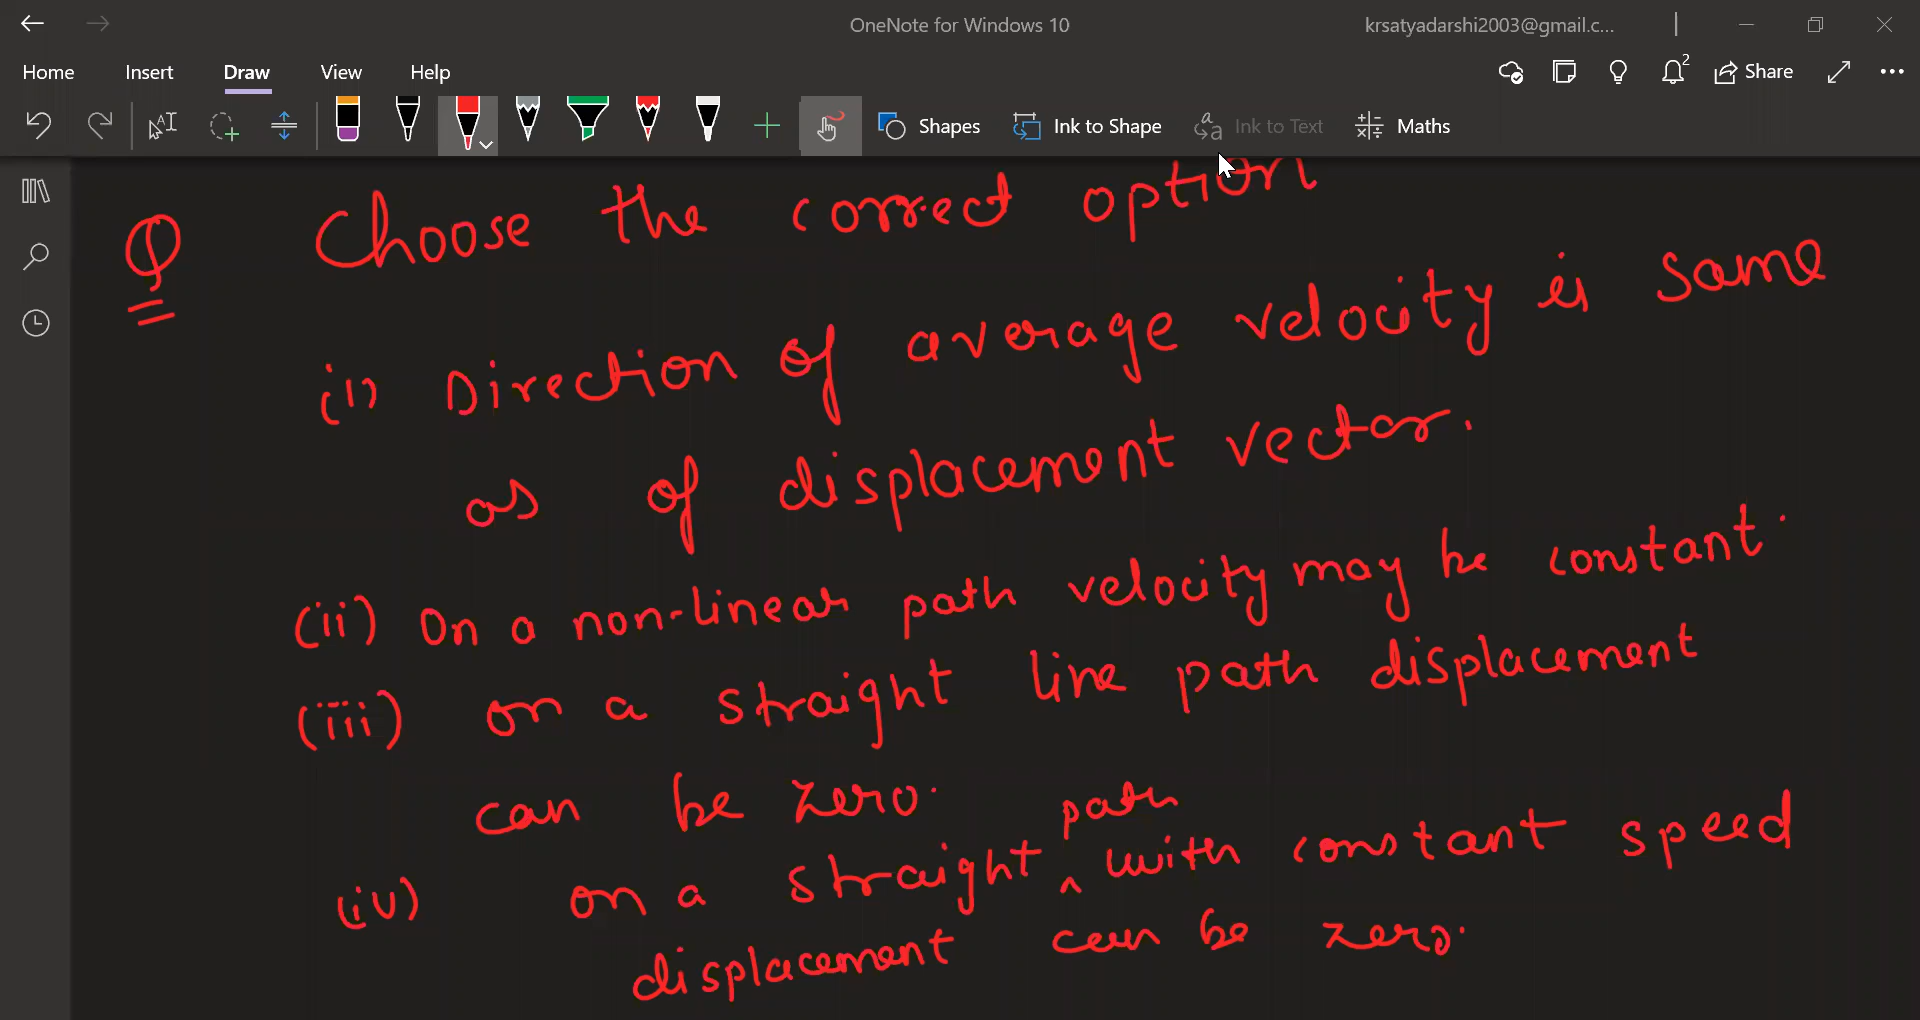 OneNote for Windows 10
krsatyadarshi2003@gmail.c...
Home Insert Draw View Help
2 Share
Shapes Ink to Shape Ink to Text Maths
Q Choose the correct option
(i) Direction of average velocity is same
as of displacement vector.
(ii) On a non-linear path velocity may be constant.
(iii) on a straight line path displacement
can be zero.
path
(iv) on a straight ^ with constant speed
displacement can be zero.